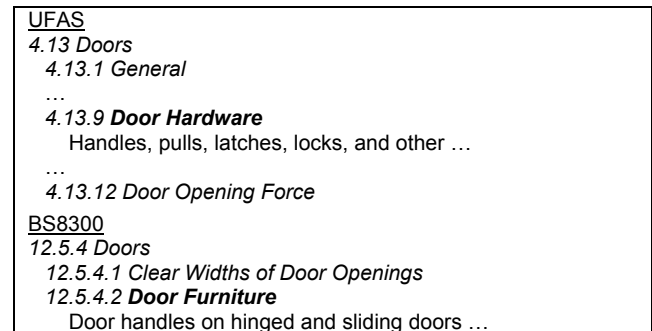 UFAS
4.13 Doors
4.13.1 General
…
4.13.9 Door Hardware
Handles, pulls, latches, locks, and other …
…
4.13.12 Door Opening Force
BS8300
12.5.4 Doors
12.5.4.1 Clear Widths of Door Openings
12.5.4.2 Door Furniture
Door handles on hinged and sliding doors …